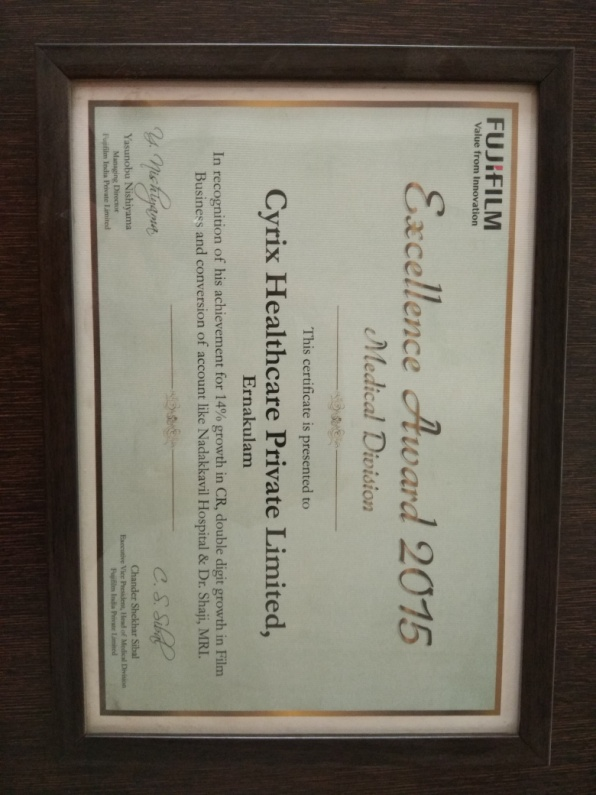 FUJIFILM
Value from Innovation
Excellence Award 2015
Medical Division
This certificate is presented to
Cyrix Healthcare Private Limited,
Ernakulam
In recognition of his achievement for 14% growth in CR, double digit growth in Film
Business and conversion of account like Nadakkavil Hospital & Dr. Shaji, MRI.
Y. Nishiyama
Yasunobu Nishiyama
Managing Director
Fujifilm India Private Limited
C. S. Sibal
Chander Shekhar Sibal
Executive Vice President, Head of Medical Division
Fujifilm India Private Limited